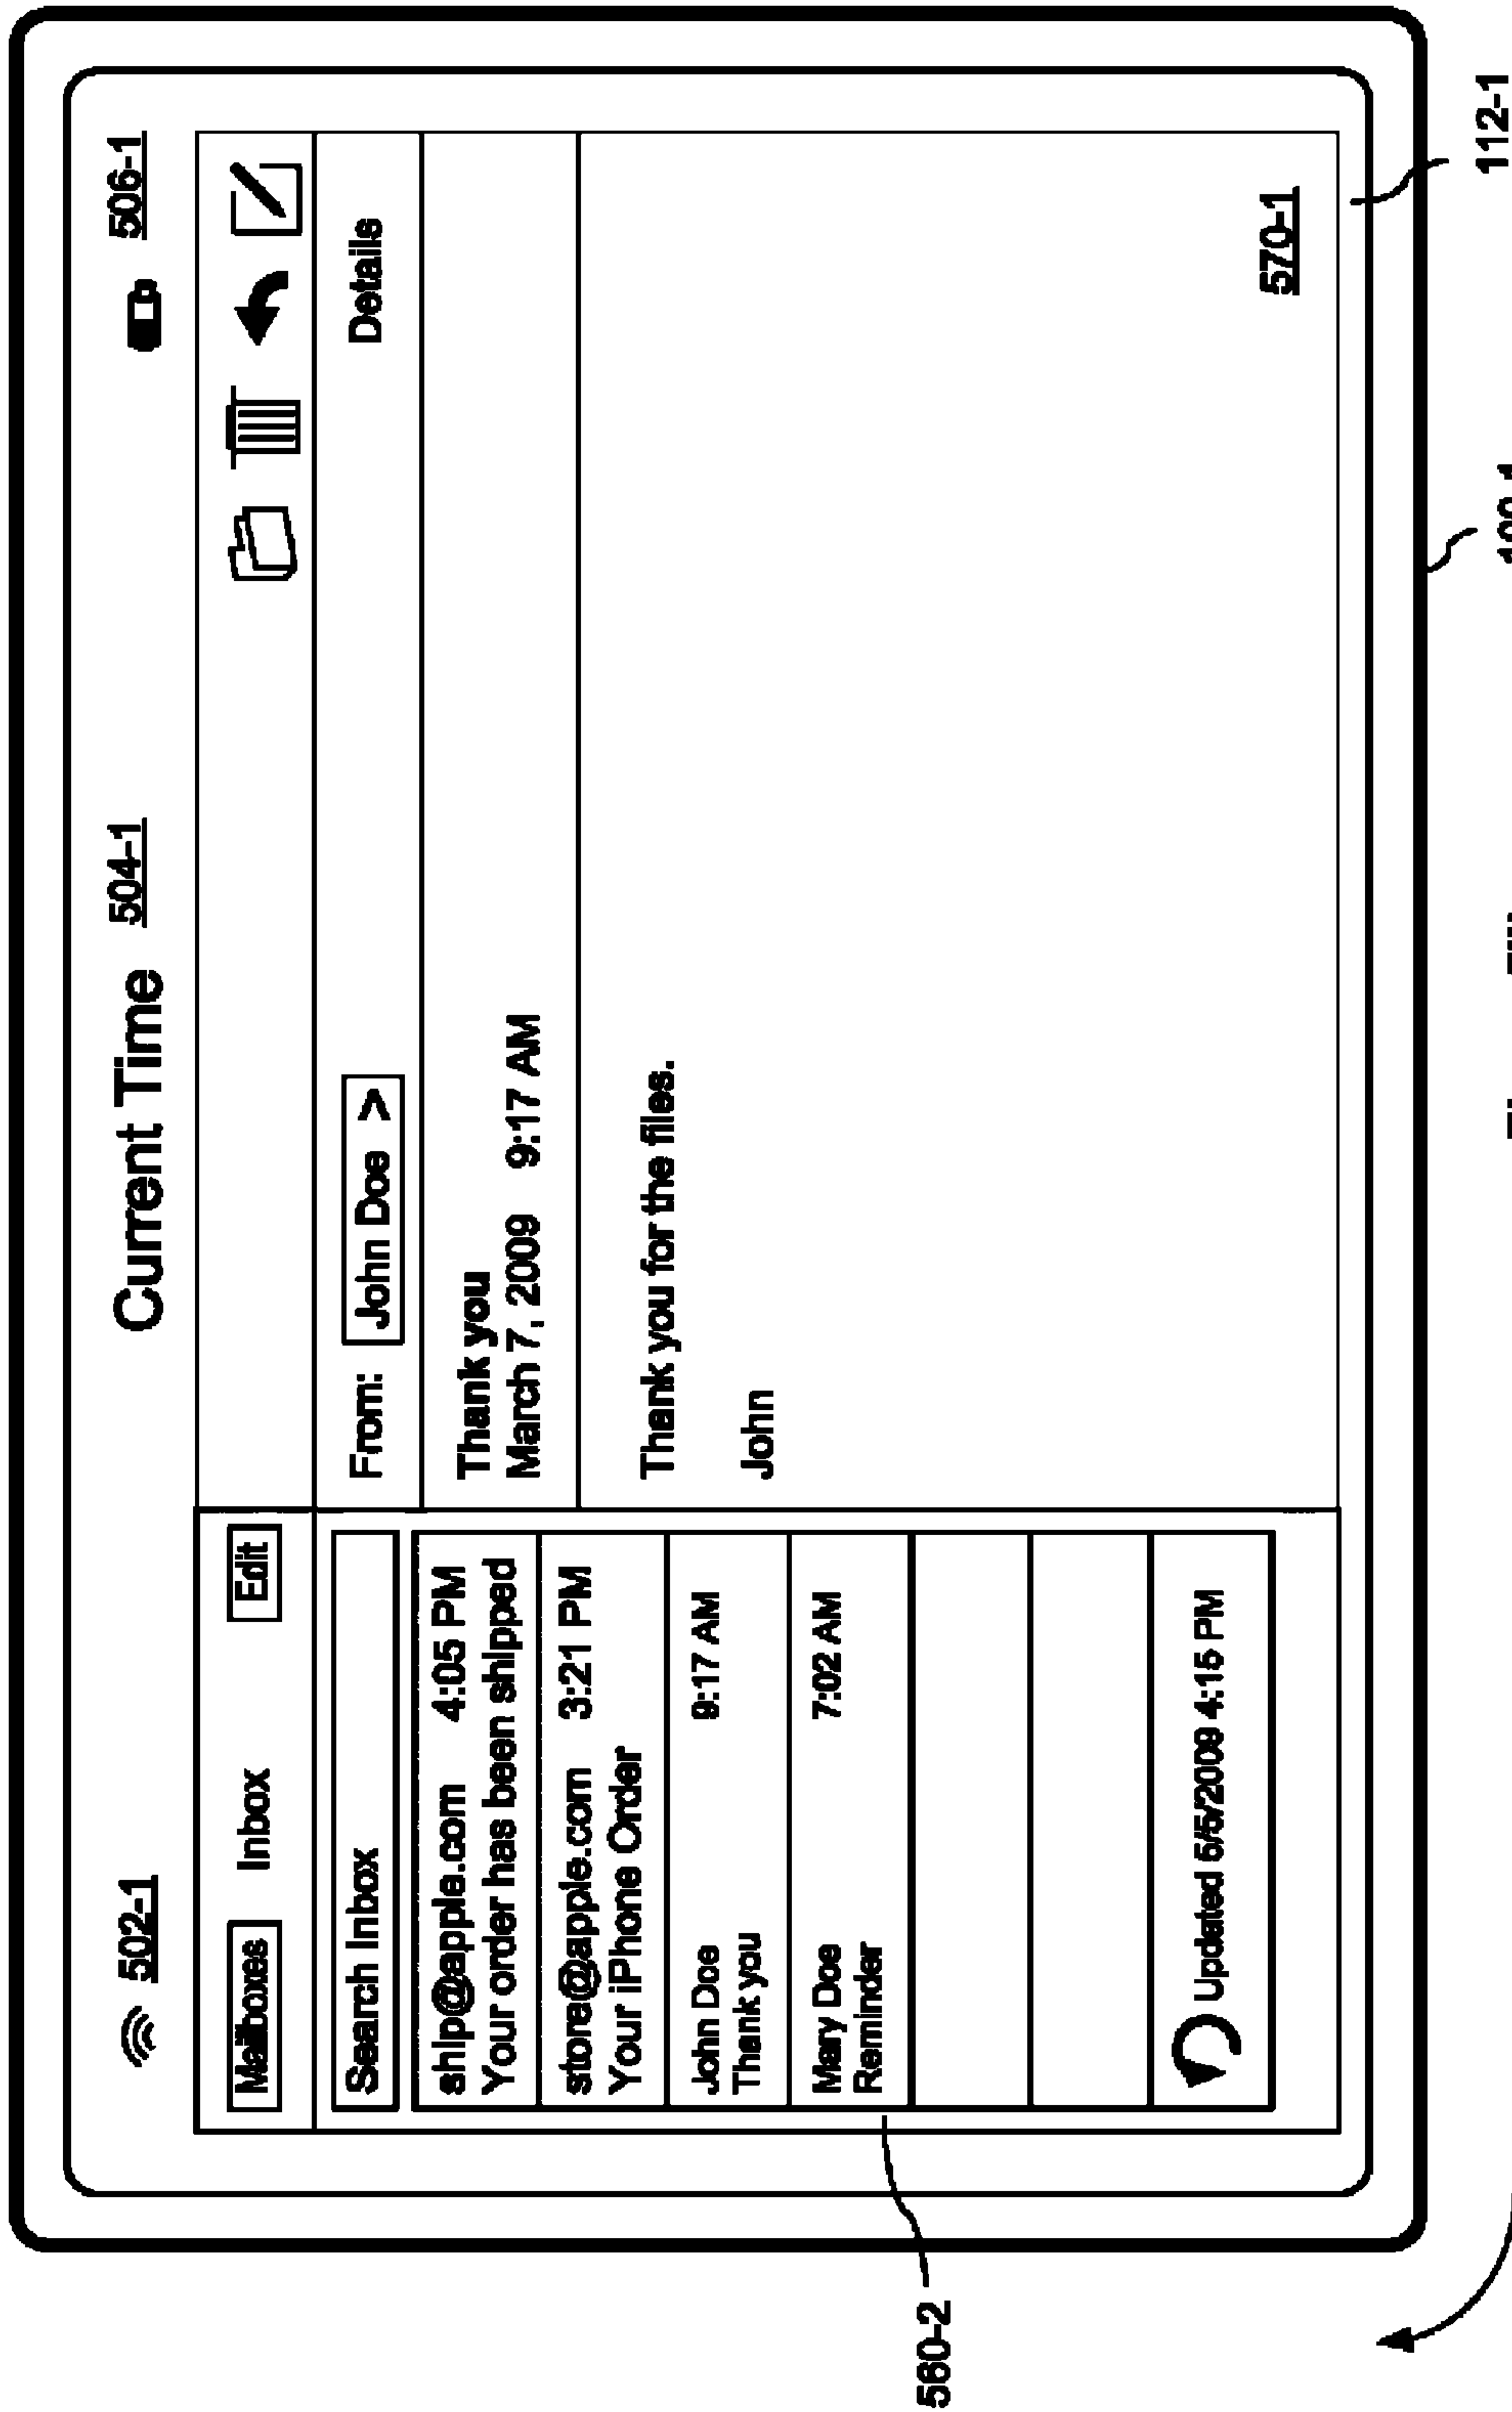 502-1
Current Time 504-1
506-1
Mailboxes Inbox Edit
Search Inbox
ship@apple.com 4:05 PM
Your order has been shipped
store@apple.com 3:21 PM
Your iPhone Order
John Doe 9:17 AM
Thank you
Mary Doe 7:02 AM
Reminder
Updated 5/5/2009 4:15 PM
From: John Doe > Details
Thank you
March 7, 2009 9:17 AM
Thank you for the files.
John
570-1
560-2
112-1